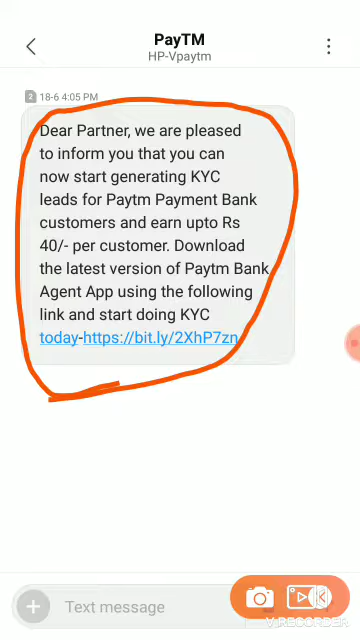 PayTM
HP-Vpaytm
2 18-6 4:05 PM
Dear Partner, we are pleased
to inform you that you can
now start generating KYC
leads for Paytm Payment Bank
customers and earn upto Rs
40/- per customer. Download
the latest version of Paytm Bank
Agent App using the following
link and start doing KYC
today-https://bit.ly/2XhP7zn
Text message
V.RECORDER